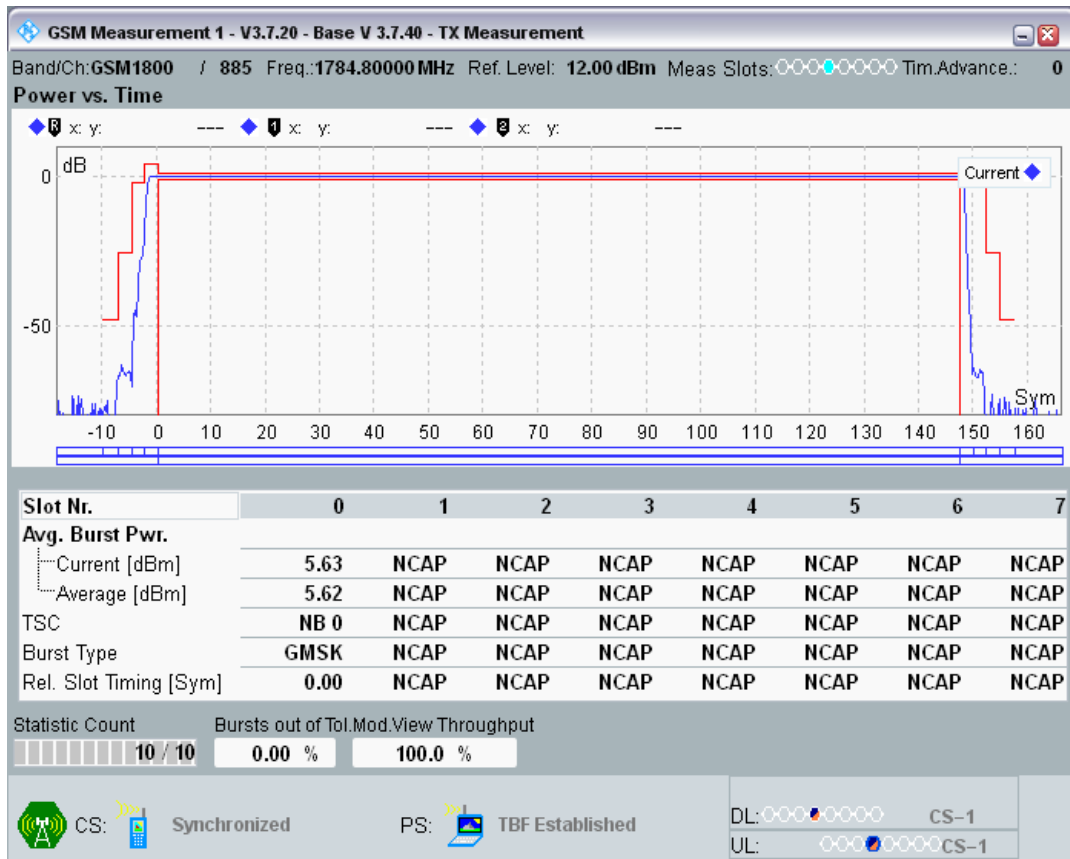 GSM Measurement 1 - V3.7.20 - Base V 3.7.40 - TX Measurement
Band/Ch:GSM1800 / 885 Freq.:1784.80000 MHz Ref. Level: 12.00 dBm Meas Slots: Tim.Advance.: 0
Power vs. Time
R x: y: --- 1 x: y: --- 2 x: y: ---
dB
Current
0
-50
Sym
-10 0 10 20 30 40 50 60 70 80 90 100 110 120 130 140 150 160
Slot Nr. 0 1 2 3 4 5 6 7
Avg. Burst Pwr.
Current [dBm] 5.63 NCAP NCAP NCAP NCAP NCAP NCAP NCAP
Average [dBm] 5.62 NCAP NCAP NCAP NCAP NCAP NCAP NCAP
TSC NB 0 NCAP NCAP NCAP NCAP NCAP NCAP NCAP
Burst Type GMSK NCAP NCAP NCAP NCAP NCAP NCAP NCAP
Rel. Slot Timing [Sym] 0.00 NCAP NCAP NCAP NCAP NCAP NCAP NCAP
Statistic Count Bursts out of Tol. Mod.View Throughput
10 / 10 0.00 % 100.0 %
CS: Synchronized PS: TBF Established
DL: CS-1
UL: CS-1